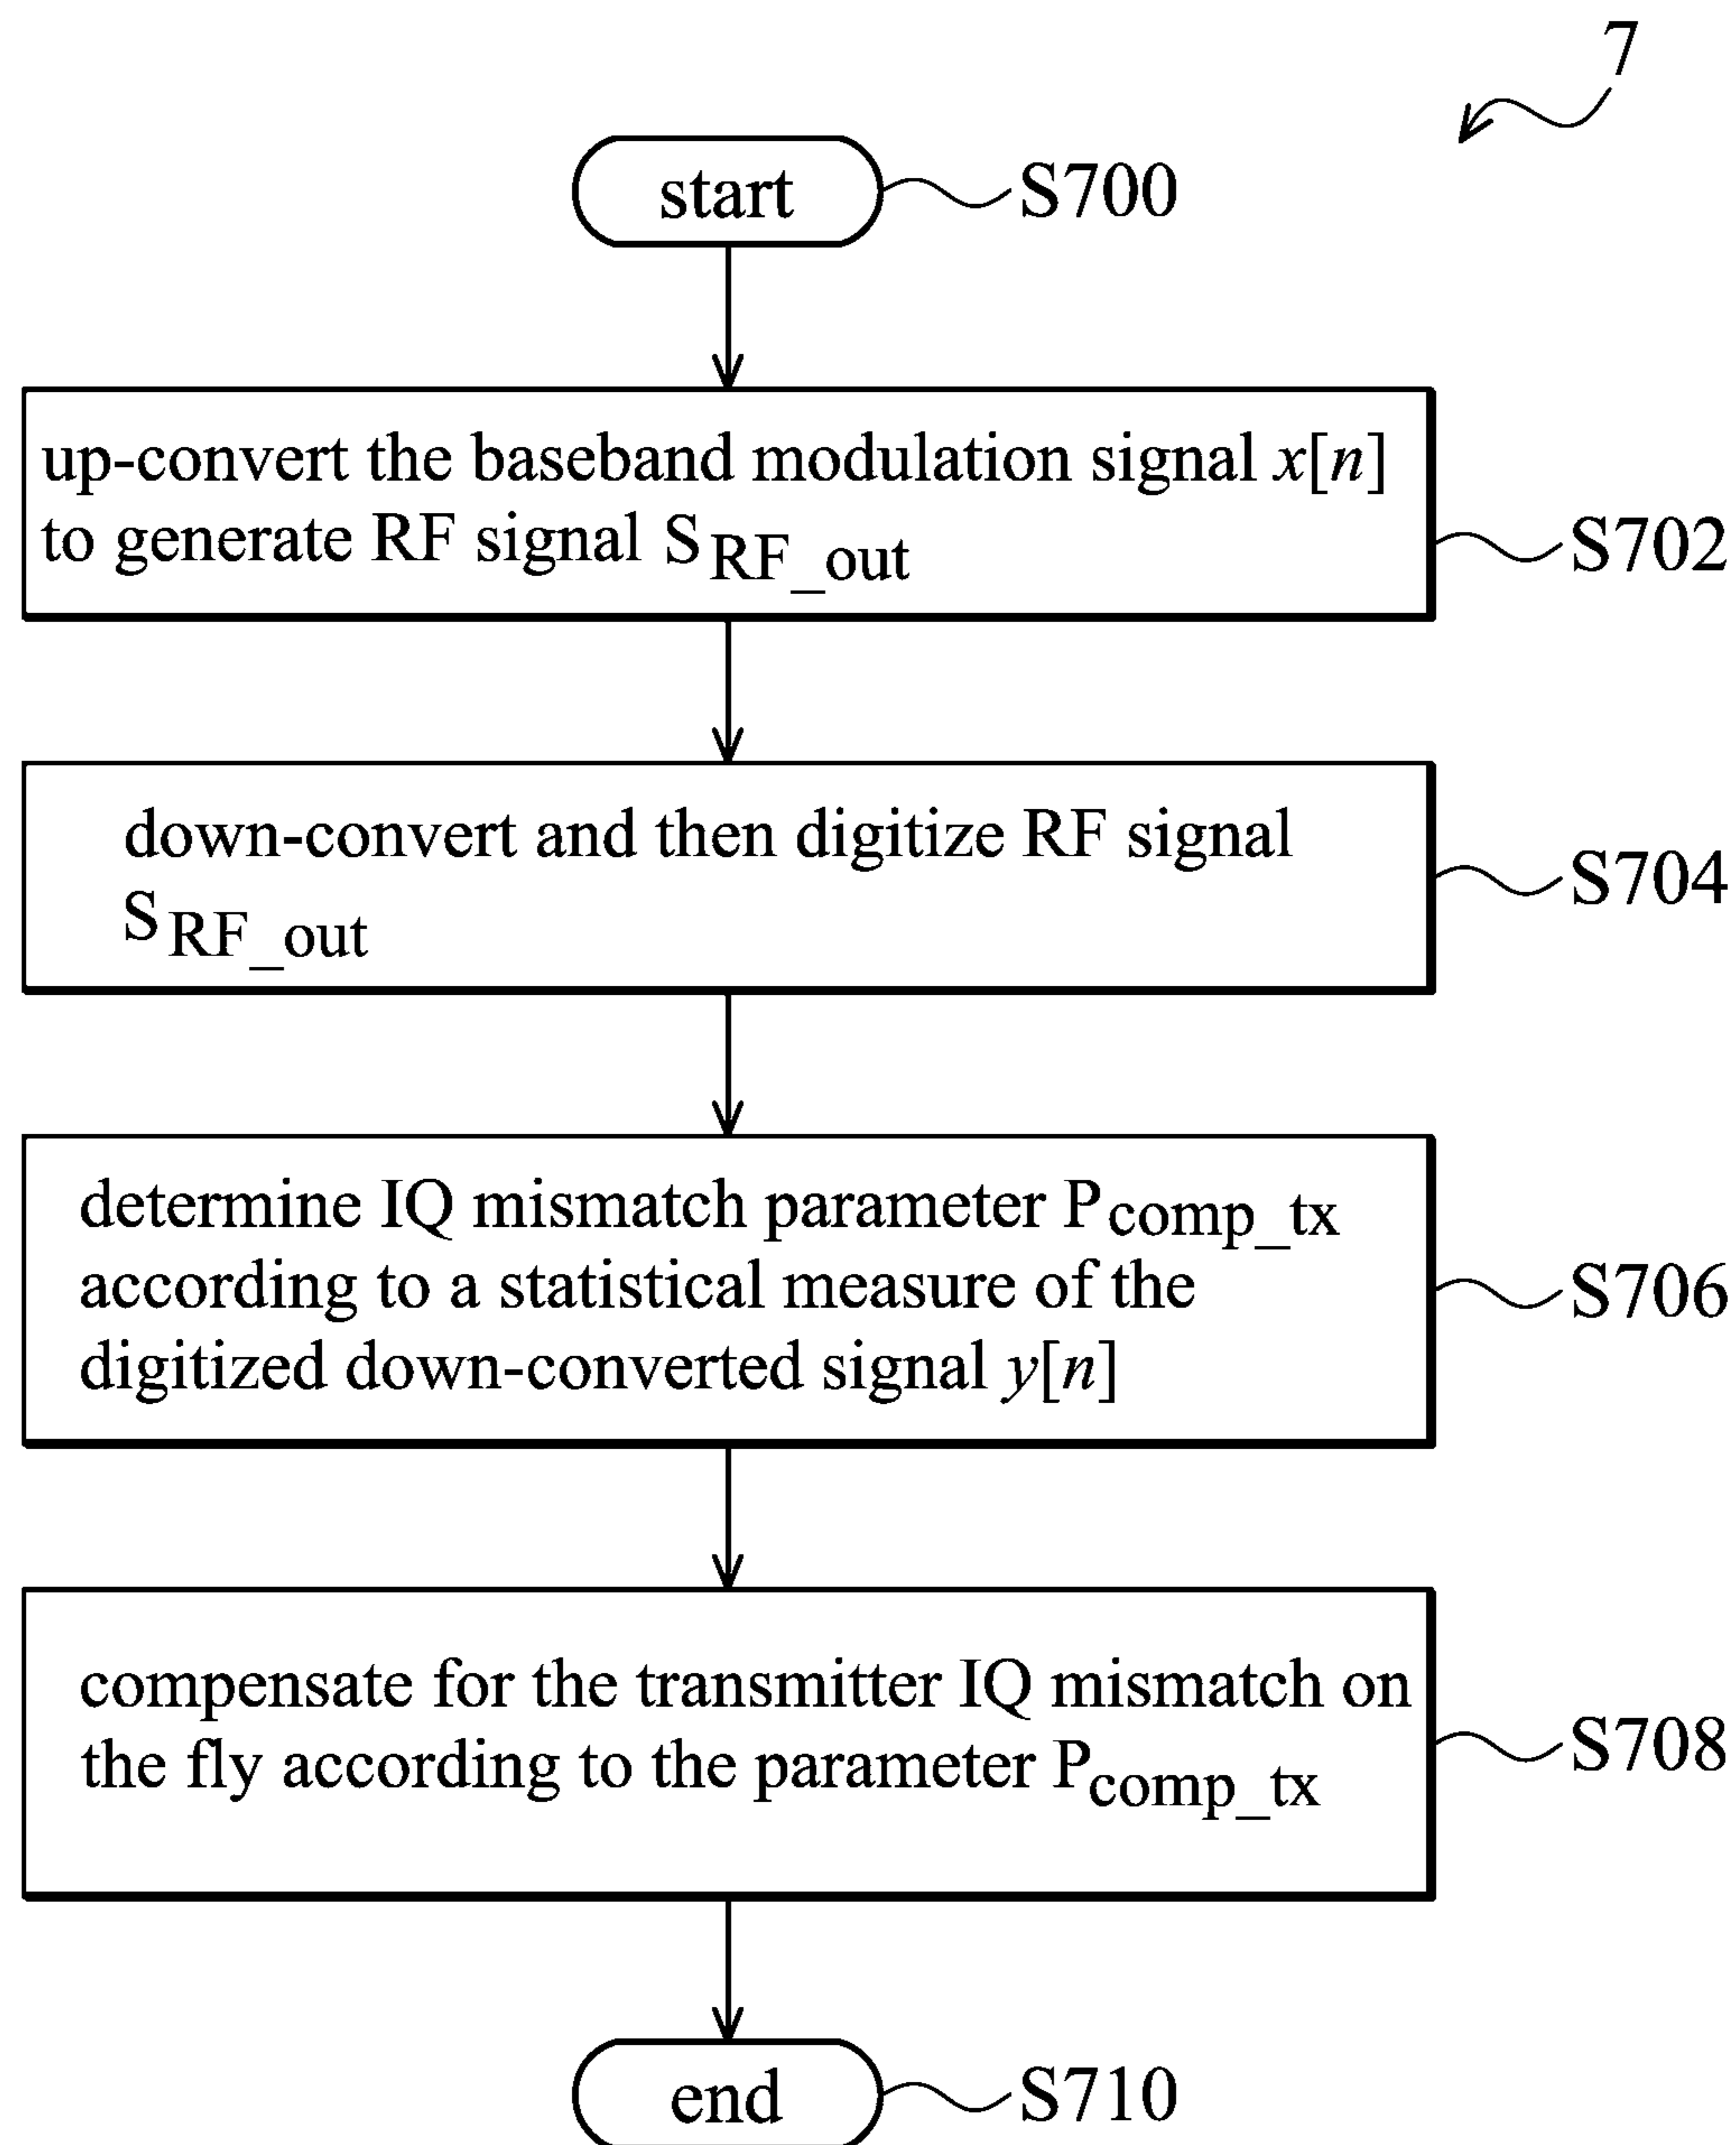 7
start
S700
up-convert the baseband modulation signal x[n]
to generate RF signal S RF_out
S702
down-convert and then digitize RF signal
S RF_out
S704
determine IQ mismatch parameter Pcomp_tx
according to a statistical measure of the
digitized down-converted signal y[n]
S706
compensate for the transmitter IQ mismatch on
the fly according to the parameter Pcomp_tx
S708
end
S710